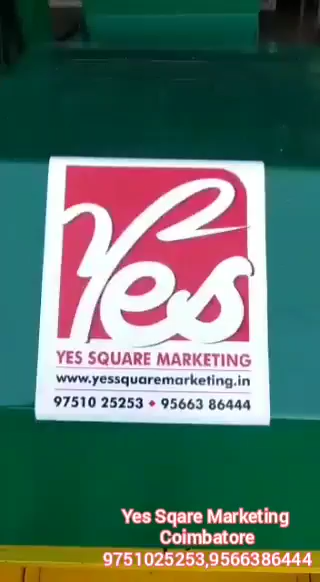 Yes
YES SQUARE MARKETING
www.yessquaremarketing.in
97510 25253 • 95663 86444
Yes Sqare Marketing
Coimbatore
9751025253,9566386444